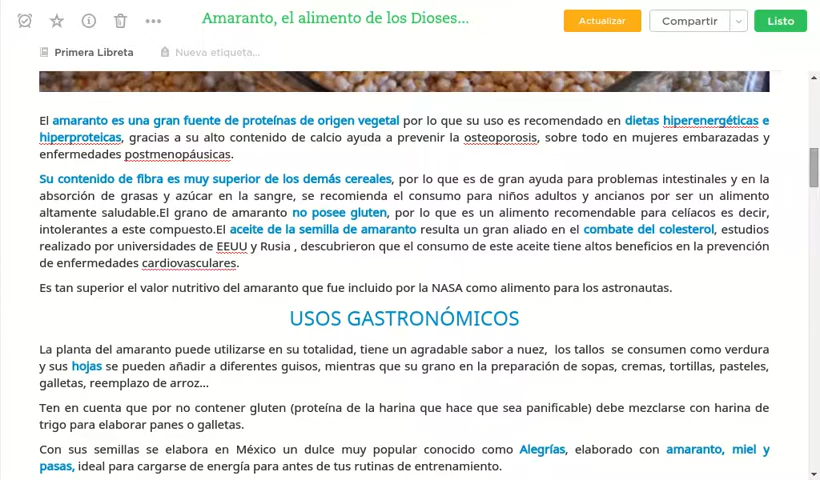 Amaranto, el alimento de los Dioses...
Actualizar
Compartir
Listo
Primera Libreta
Nueva etiqueta...
El amaranto es una gran fuente de proteínas de origen vegetal por lo que su uso es recomendado en dietas hiperenergéticas e
hiperproteicas, gracias a su alto contenido de calcio ayuda a prevenir la osteoporosis, sobre todo en mujeres embarazadas y
enfermedades postmenopáusicas.
Su contenido de fibra es muy superior de los demás cereales, por lo que es de gran ayuda para problemas intestinales y en la
absorción de grasas y azúcar en la sangre, se recomienda el consumo para niños adultos y ancianos por ser un alimento
altamente saludable.El grano de amaranto no posee gluten, por lo que es un alimento recomendable para celíacos es decir,
intolerantes a este compuesto.El aceite de la semilla de amaranto resulta un gran aliado en el combate del colesterol, estudios
realizado por universidades de EEUU y Rusia , descubrieron que el consumo de este aceite tiene altos beneficios en la prevención
de enfermedades cardiovasculares.
Es tan superior el valor nutritivo del amaranto que fue incluido por la NASA como alimento para los astronautas.
USOS GASTRONÓMICOS
La planta del amaranto puede utilizarse en su totalidad, tiene un agradable sabor a nuez, los tallos se consumen como verdura
y sus hojas se pueden añadir a diferentes guisos, mientras que su grano en la preparación de sopas, cremas, tortillas, pasteles,
galletas, reemplazo de arroz...
Ten en cuenta que por no contener gluten (proteína de la harina que hace que sea panificable) debe mezclarse con harina de
trigo para elaborar panes o galletas.
Con sus semillas se elabora en México un dulce muy popular conocido como Alegrías, elaborado con amaranto, miel y
pasas, ideal para cargarse de energía para antes de tus rutinas de entrenamiento.